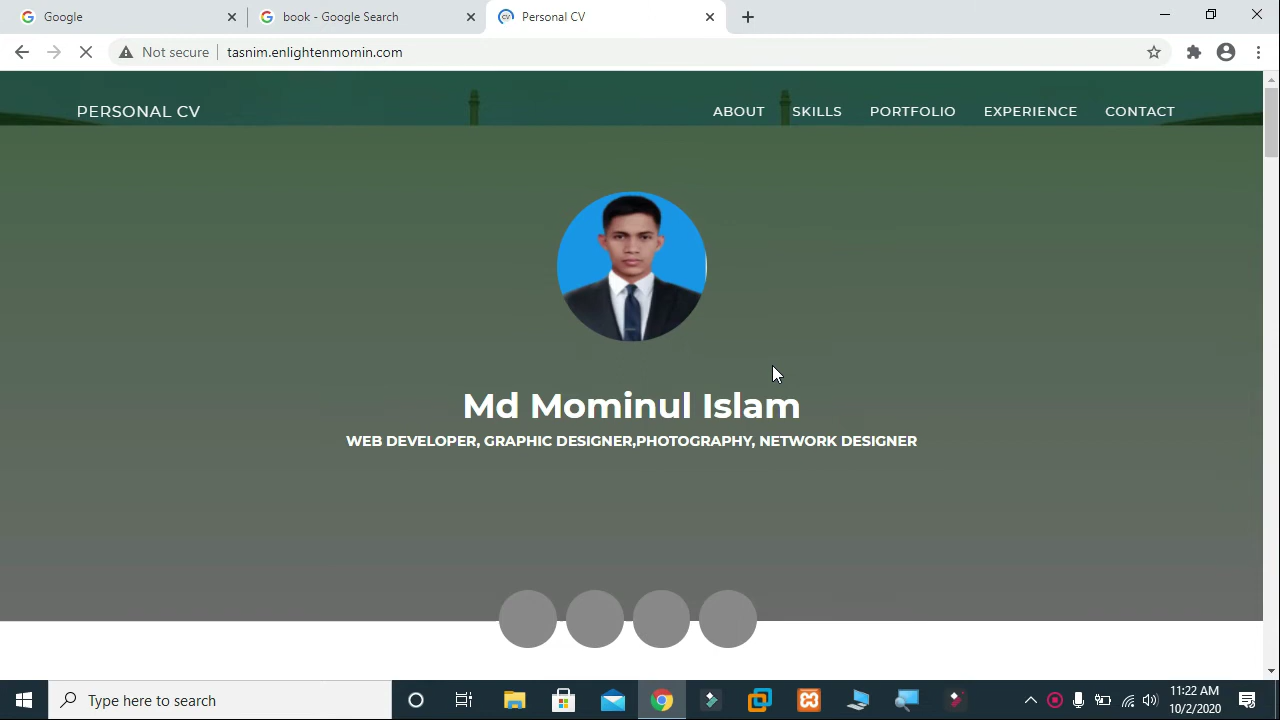 Google
book - Google Search
Personal CV
Not secure
tasnim.enlightenmomin.com
PERSONAL CV
ABOUT
SKILLS
PORTFOLIO
EXPERIENCE
CONTACT
Md Mominul Islam
WEB DEVELOPER, GRAPHIC DESIGNER,PHOTOGRAPHY, NETWORK DESIGNER
Type here to search
11:22 AM
10/2/2020